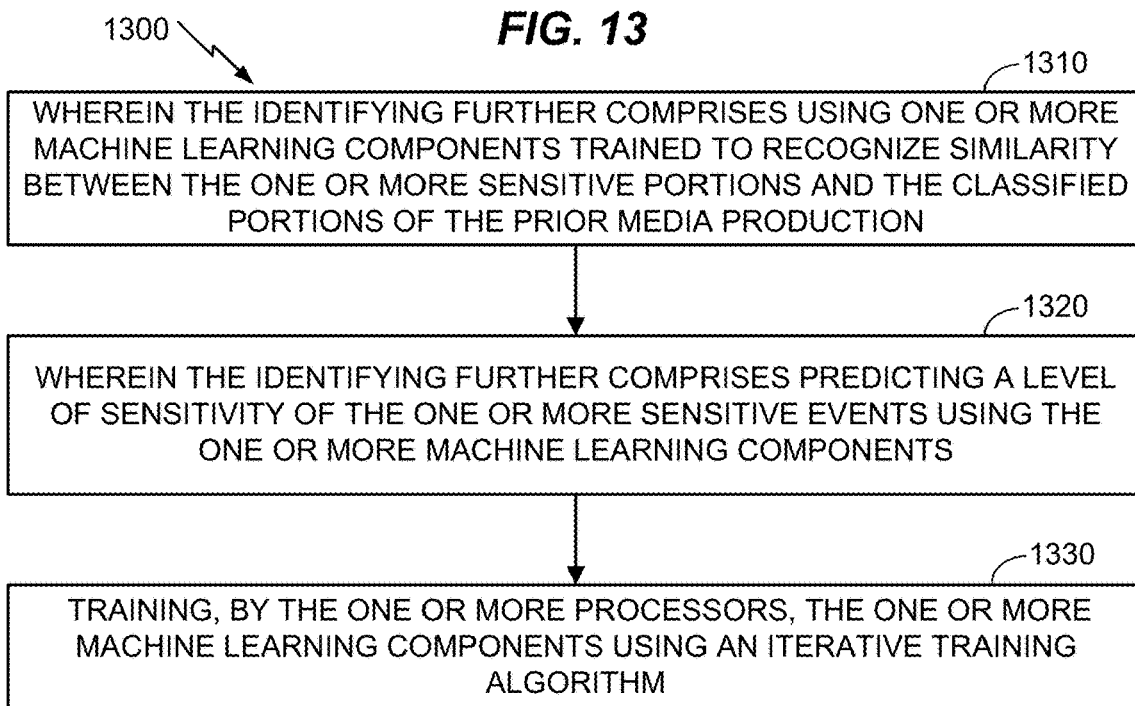 FIG. 13
1300
1310
WHEREIN THE IDENTIFYING FURTHER COMPRISES USING ONE OR MORE
MACHINE LEARNING COMPONENTS TRAINED TO RECOGNIZE SIMILARITY
BETWEEN THE ONE OR MORE SENSITIVE PORTIONS AND THE CLASSIFIED
PORTIONS OF THE PRIOR MEDIA PRODUCTION
1320
WHEREIN THE IDENTIFYING FURTHER COMPRISES PREDICTING A LEVEL
OF SENSITIVITY OF THE ONE OR MORE SENSITIVE EVENTS USING THE
ONE OR MORE MACHINE LEARNING COMPONENTS
1330
TRAINING, BY THE ONE OR MORE PROCESSORS, THE ONE OR MORE
MACHINE LEARNING COMPONENTS USING AN ITERATIVE TRAINING
ALGORITHM